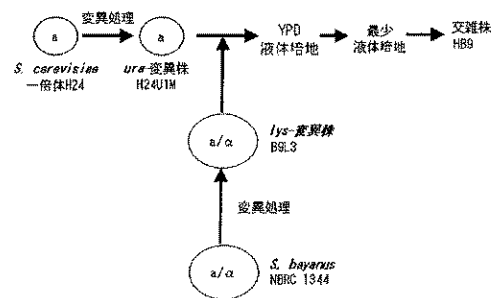 変異処理
a
a
S. cerevisiae
一倍体H24
ura-変異株
H24U1M
YPD
液体培地
最少
液体培地
交雑株
HB9
a/α
lys-変異株
B9L3
変異処理
a/α
S. bayanus
NBRC 1344